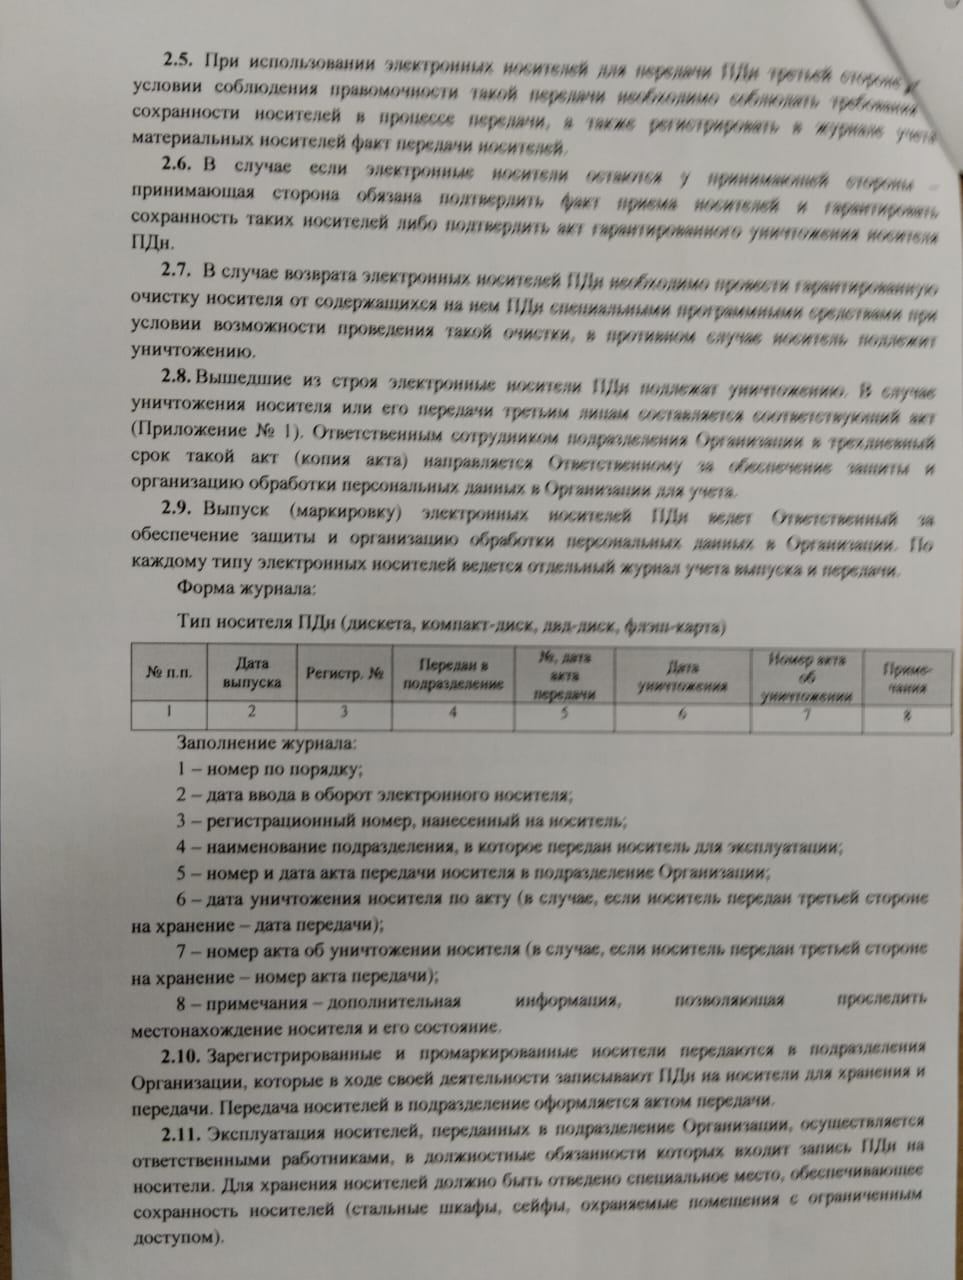 2.5. При использовании электронных носителей для передачи ПДн третьей стороне и
условии соблюдения правомочности такой передачи необходимо соблюдать требования
сохранности носителей в процессе передачи, а также регистрировать в журнале учета
материальных носителей факт передачи носителей.
2.6. В случае если электронные носители остаются у принимающей стороны –
принимающая сторона обязана подтвердить факт приема носителей и гарантировать
сохранность таких носителей либо подтвердить акт гарантированного уничтожения носителя
ПДн.
2.7. В случае возврата электронных носителей ПДн необходимо провести гарантированную
очистку носителя от содержащихся на нем ПДн специальными программными средствами при
условии возможности проведения такой очистки, в противном случае носитель подлежит
уничтожению.
2.8. Вышедшие из строя электронные носители ПДн подлежат уничтожению. В случае
уничтожения носителя или его передачи третьим лицам составляется соответствующий акт
(Приложение № 1). Ответственным сотрудником подразделения Организации в трехдневный
срок такой акт (копия акта) направляется Ответственному за обеспечение защиты и
организацию обработки персональных данных в Организации для учета.
2.9. Выпуск (маркировку) электронных носителей ПДн ведет Ответственный за
обеспечение защиты и организацию обработки персональных данных в Организации. По
каждому типу электронных носителей ведется отдельный журнал учета выпуска и передачи.
Форма журнала:
Тип носителя ПДн (дискета, компакт-диск, двд-диск, флэш-карта)
№ п.п.
Дата
выпуска
Регистр. №
Передан в
подразделение
№, дата
акта
передачи
Дата
уничтожения
Номер акта
об
уничтожении
Приме-
чания
1 2 3 4 5 6 7 8
Заполнение журнала:
1 – номер по порядку;
2 – дата ввода в оборот электронного носителя;
3 – регистрационный номер, нанесенный на носитель;
4 – наименование подразделения, в которое передан носитель для эксплуатации;
5 – номер и дата акта передачи носителя в подразделение Организации;
6 – дата уничтожения носителя по акту (в случае, если носитель передан третьей стороне
на хранение – дата передачи);
7 – номер акта об уничтожении носителя (в случае, если носитель передан третьей стороне
на хранение – номер акта передачи);
8 – примечания – дополнительная информация, позволяющая проследить
местонахождение носителя и его состояние.
2.10. Зарегистрированные и промаркированные носители передаются в подразделения
Организации, которые в ходе своей деятельности записывают ПДн на носители для хранения и
передачи. Передача носителей в подразделение оформляется актом передачи.
2.11. Эксплуатация носителей, переданных в подразделение Организации, осуществляется
ответственными работниками, в должностные обязанности которых входит запись ПДн на
носители. Для хранения носителей должно быть отведено специальное место, обеспечивающее
сохранность носителей (стальные шкафы, сейфы, охраняемые помещения с ограниченным
доступом).